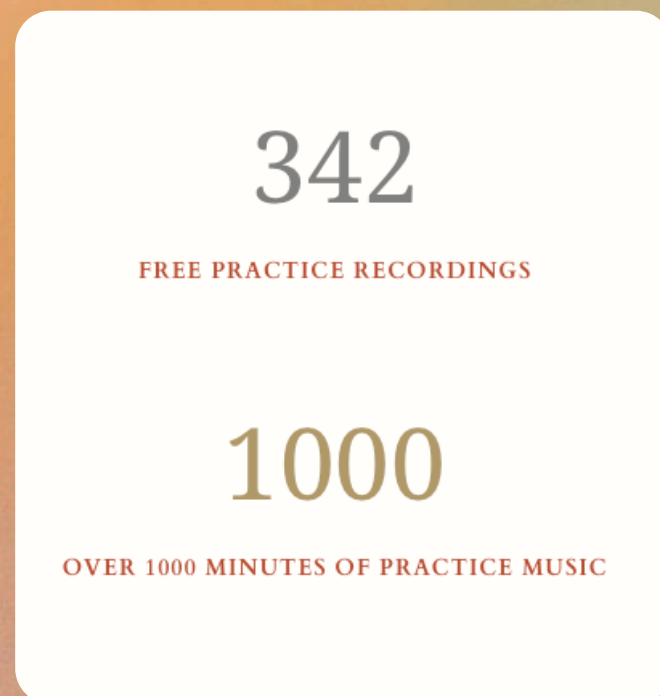 342
FREE PRACTICE RECORDINGS
1000
OVER 1000 MINUTES OF PRACTICE MUSIC